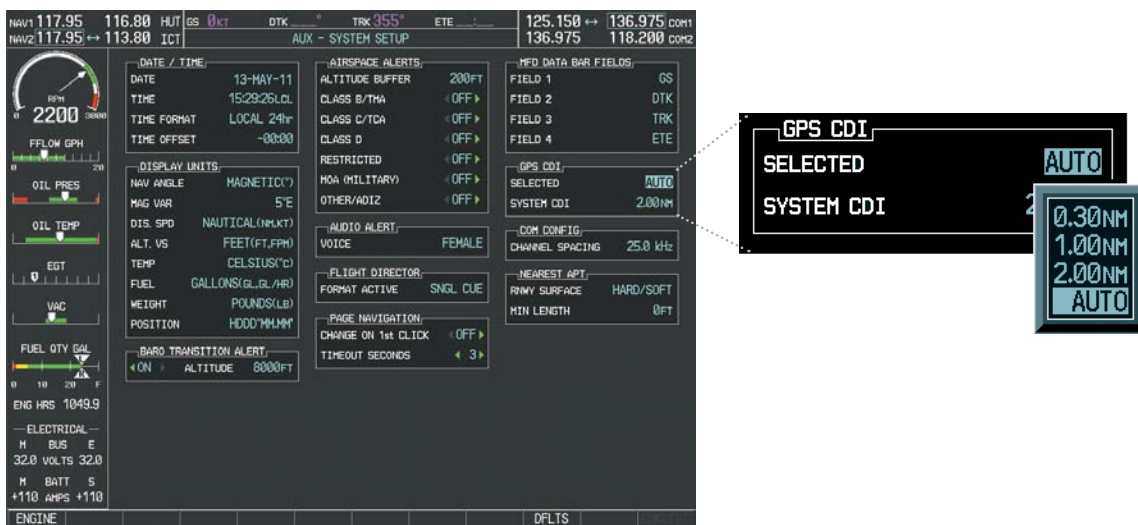 NAV1 117.95 116.80 HUT GS 0KT DTK ___° TRK 355° ETE __:__ 125.150 ↔ 136.975 COM1
NAV2 117.95 ↔ 113.80 ICT AUX – SYSTEM SETUP 136.975 118.200 COM2
RPM
2200 3000
FFLOW GPH
0 20
OIL PRES
OIL TEMP
EGT
VAC
FUEL QTY GAL
L
R
0 10 20 F
ENG HRS 1049.9
ELECTRICAL
M BUS E
32.0 VOLTS 32.0
M BATT S
+110 AMPS +110
ENGINE
DATE / TIME
DATE 13-MAY-11
TIME 15:29:26LCL
TIME FORMAT LOCAL 24hr
TIME OFFSET -00:00
DISPLAY UNITS
NAV ANGLE MAGNETIC(°)
MAG VAR 5°E
DIS. SPD NAUTICAL(NM,KT)
ALT. VS FEET(FT,FPM)
TEMP CELSIUS(°C)
FUEL GALLONS(GL,GL/HR)
WEIGHT POUNDS(LB)
POSITION HDDD°MM.MM'
BARO TRANSITION ALERT
ON ALTITUDE 8000FT
AIRSPACE ALERTS
ALTITUDE BUFFER 200FT
CLASS B/TMA OFF
CLASS C/TCA OFF
CLASS D OFF
RESTRICTED OFF
MOA (MILITARY) OFF
OTHER/ADIZ OFF
AUDIO ALERT
VOICE FEMALE
FLIGHT DIRECTOR
FORMAT ACTIVE SNGL CUE
PAGE NAVIGATION
CHANGE ON 1st CLICK OFF
TIMEOUT SECONDS 3
MFD DATA BAR FIELDS
FIELD 1 GS
FIELD 2 DTK
FIELD 3 TRK
FIELD 4 ETE
GPS CDI
SELECTED AUTO
SYSTEM CDI 2.00NM
COM CONFIG
CHANNEL SPACING 25.0 kHz
NEAREST APT
RNWY SURFACE HARD/SOFT
MIN LENGTH 0FT
DFLTS
GPS CDI
SELECTED AUTO
SYSTEM CDI 2
0.30NM
1.00NM
2.00NM
AUTO